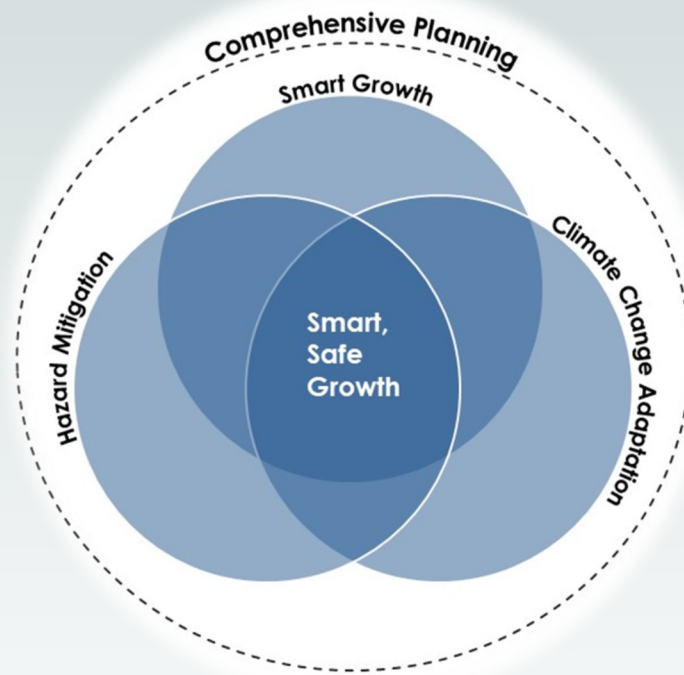 Comprehensive Planning
Smart Growth
Hazard Mitigation
Climate Change Adaptation
Smart,
Safe
Growth